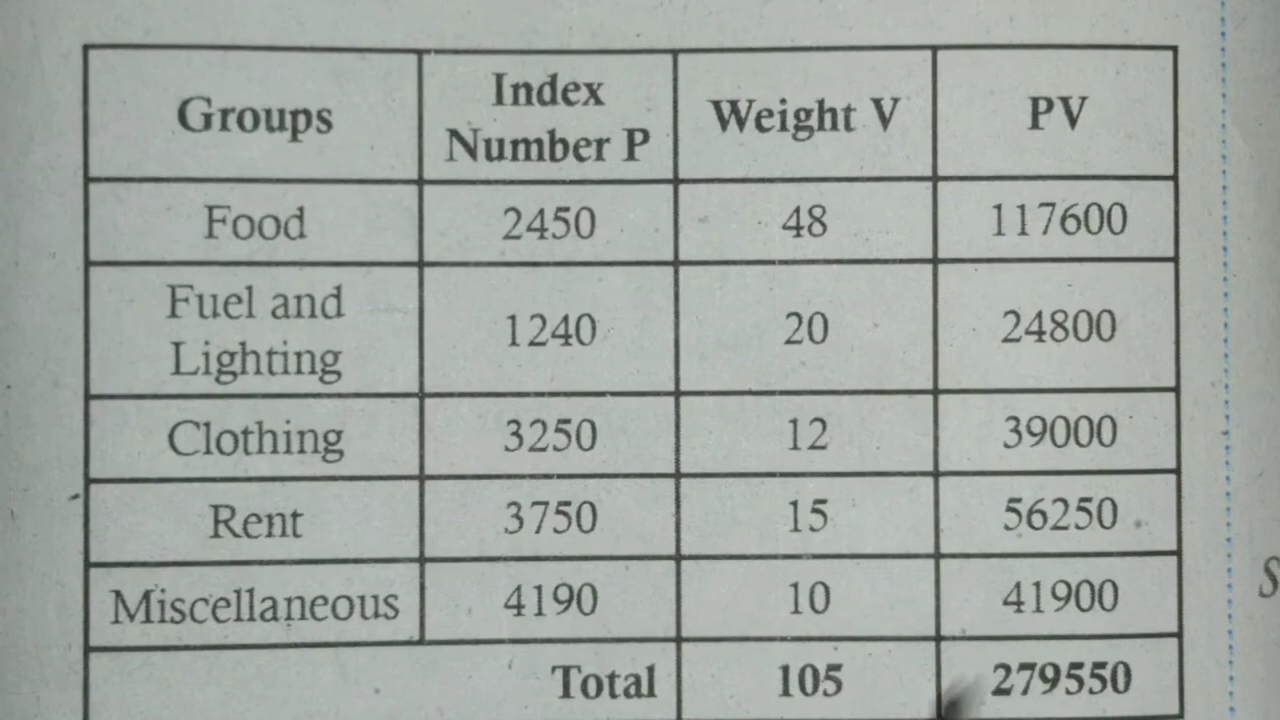 Groups Index Number P Weight V PV
Food 2450 48 117600
Fuel and Lighting 1240 20 24800
Clothing 3250 12 39000
Rent 3750 15 56250
Miscellaneous 4190 10 41900
Total 105 279550